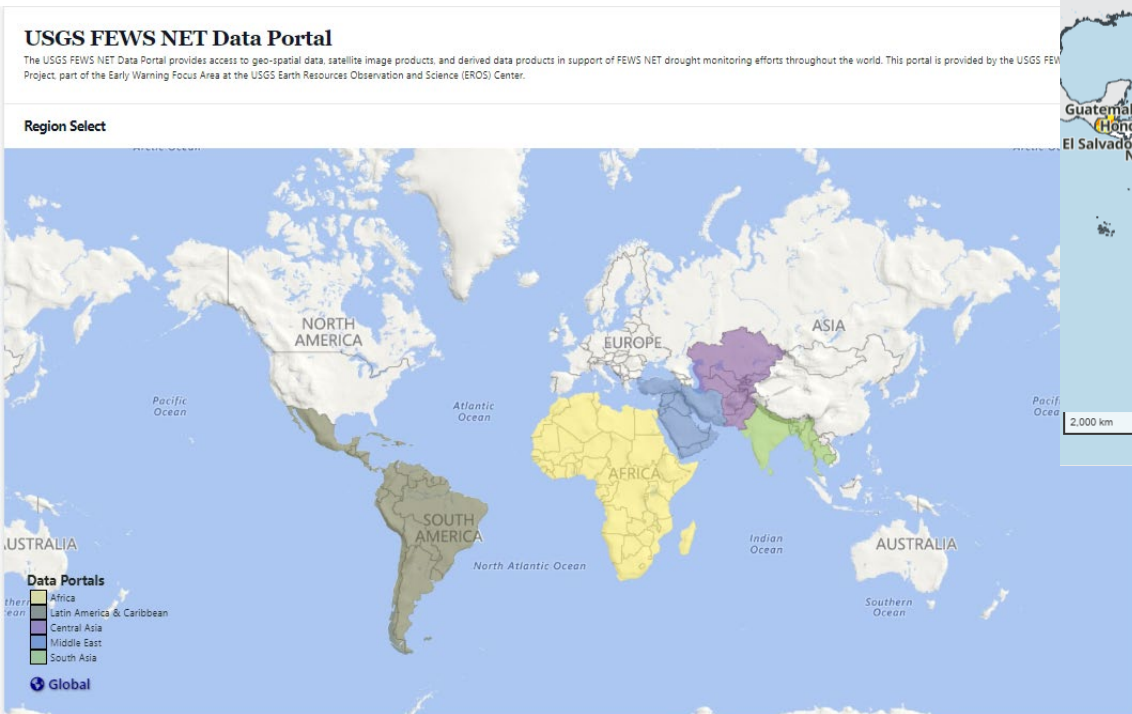 USGS FEWS NET Data Portal
The USGS FEWS NET Data Portal provides access to geo-spatial data, satellite image products, and derived data products in support of FEWS NET drought monitoring efforts throughout the world. This portal is provided by the USGS FEW
Project, part of the Early Warning Focus Area at the USGS Earth Resources Observation and Science (EROS) Center.
Region Select
NORTH
AMERICA
EUROPE
ASIA
Pacific
Ocean
Atlantic
Ocean
Pacifi
Ocea
AFRICA
SOUTH
AMERICA
Indian
Ocean
North Atlantic Ocean
AUSTRALIA
AUSTRALIA
Southern
Ocean
Data Portals
Africa
Latin America & Caribbean
Central Asia
Middle East
South Asia
Global
Guatemal
Hond
El Salvado
N
2,000 km